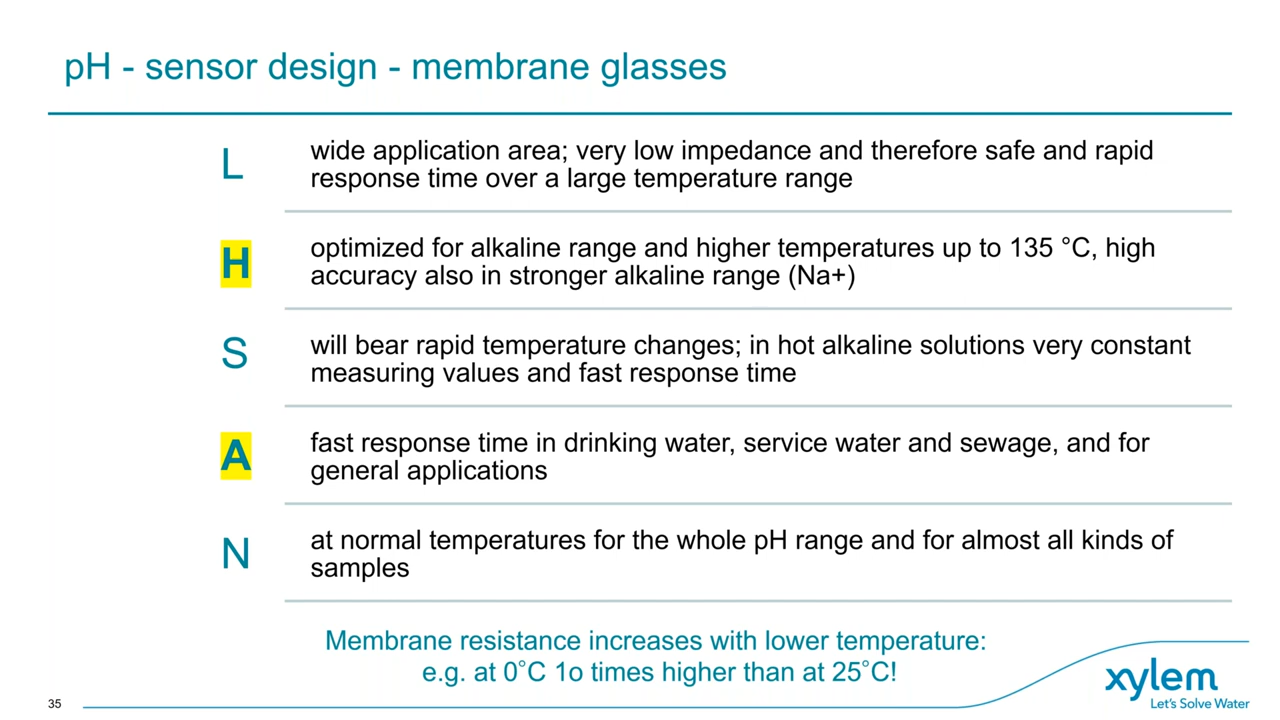 pH - sensor design - membrane glasses
L
wide application area; very low impedance and therefore safe and rapid
response time over a large temperature range
H
optimized for alkaline range and higher temperatures up to 135 °C, high
accuracy also in stronger alkaline range (Na+)
S
will bear rapid temperature changes; in hot alkaline solutions very constant
measuring values and fast response time
A
fast response time in drinking water, service water and sewage, and for
general applications
N
at normal temperatures for the whole pH range and for almost all kinds of
samples
Membrane resistance increases with lower temperature:
e.g. at 0°C 1o times higher than at 25°C!
xylem
Let's Solve Water
35